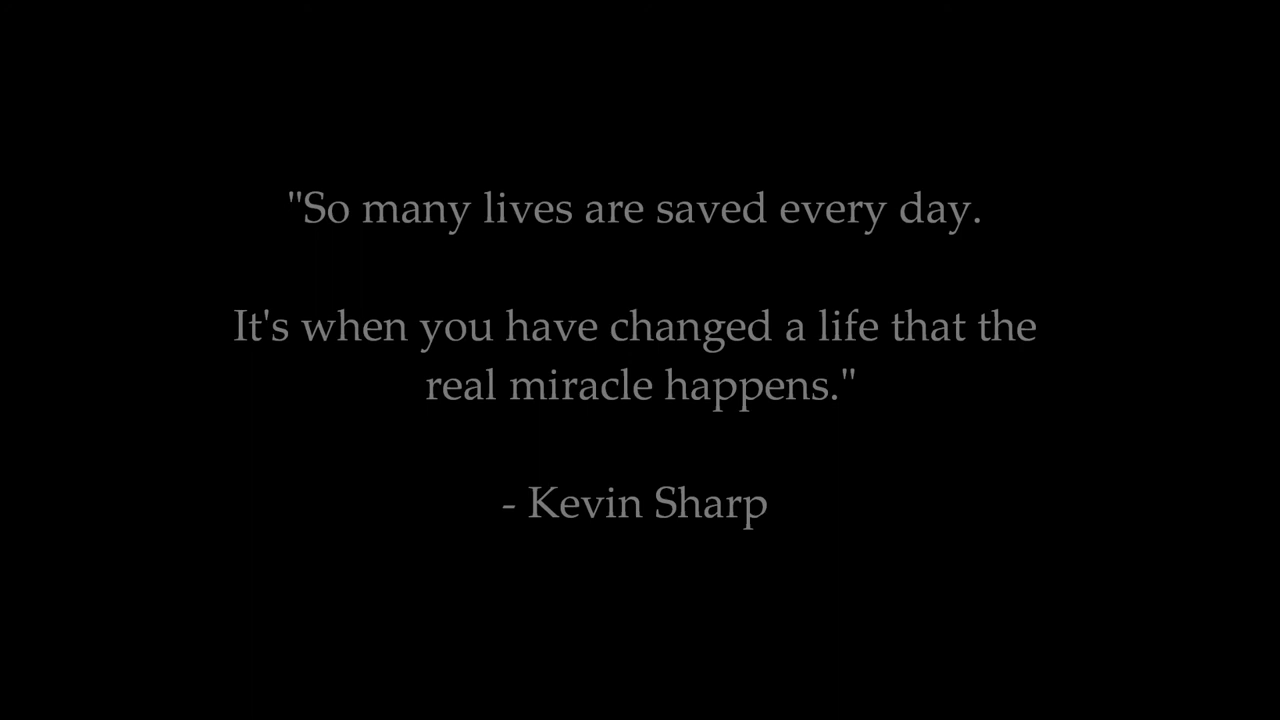 "So many lives are saved every day.
It's when you have changed a life that the
real miracle happens."
- Kevin Sharp